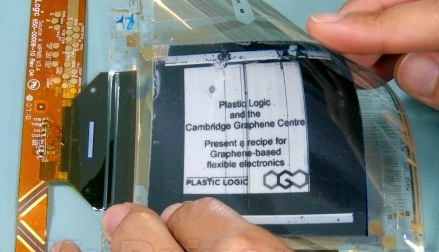 Plastic Logic
and the
Cambridge Graphene Centre
Present a recipe for
Graphene-based
flexible electronics
PLASTIC LOGIC